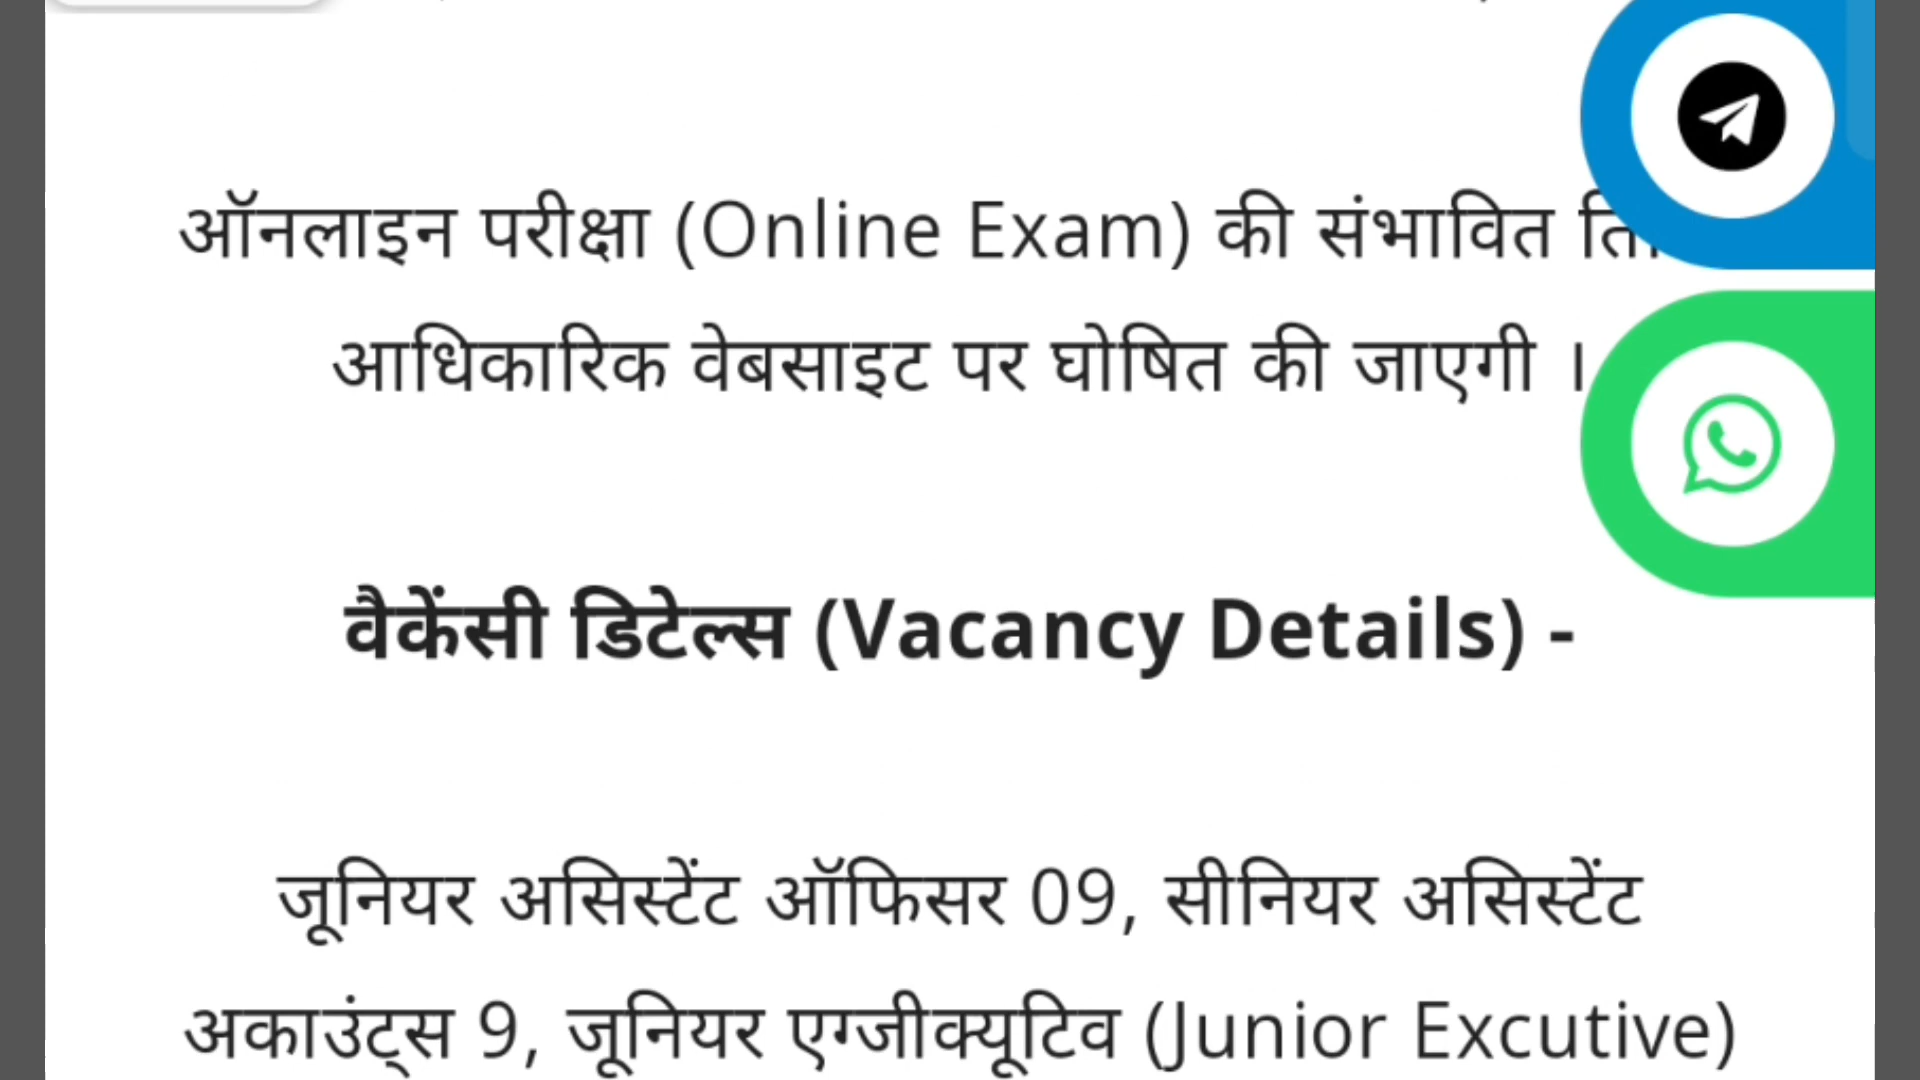 ऑनलाइन परीक्षा (Online Exam) की संभावित
आधिकारिक वेबसाइट पर घोषित की जाएगी ।
वैकेंसी डिटेल्स (Vacancy Details) -
जूनियर असिस्टेंट ऑफिसर 09, सीनियर असिस्टेंट
अकाउंट्स 9, जूनियर एग्जीक्यूटिव (Junior Excutive)